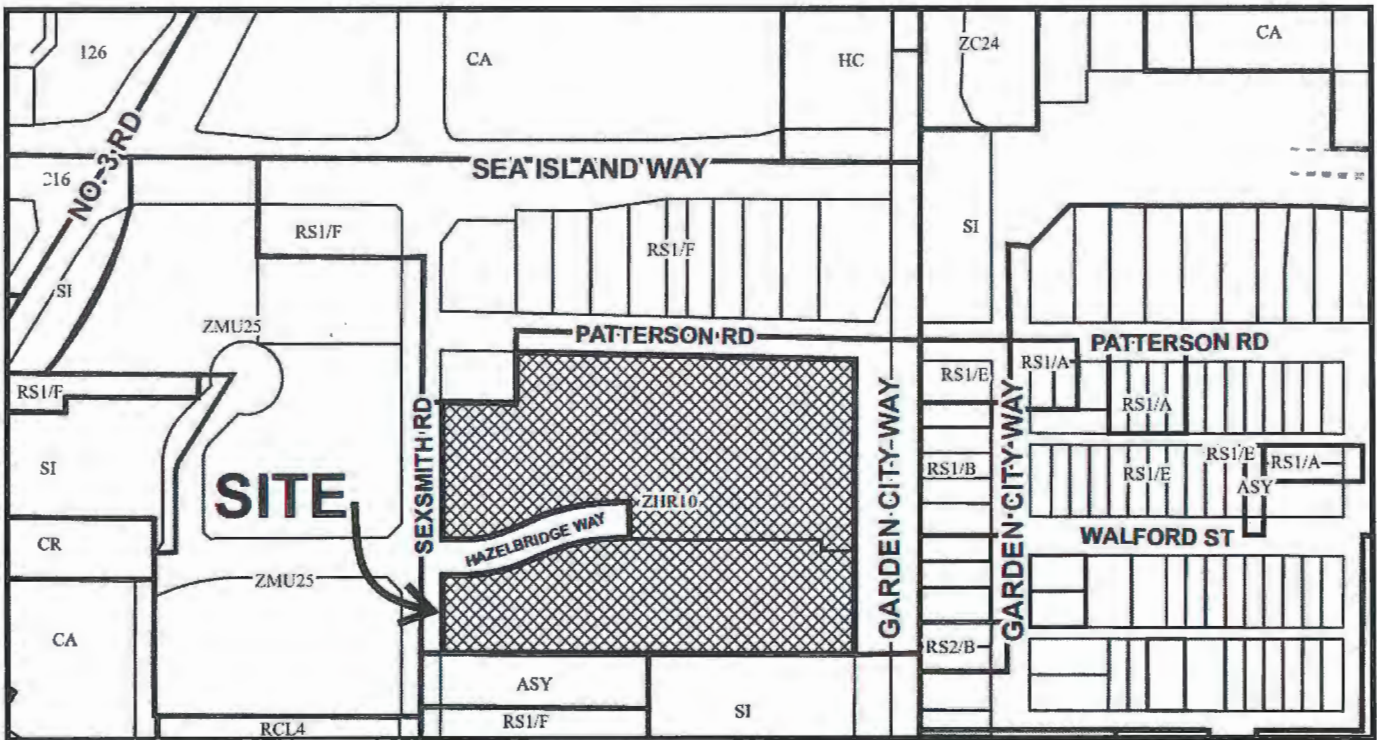 126
CA
HC
ZC24
CA
NO. 3 RD
SEA ISLAND WAY
216
RS1/F
RS1/F
SI
SI
ZMU25
PATTERSON RD
PATTERSON RD
RS1/F
RS1/E
RS1/A
RS1/A
SEXSMITH RD
GARDEN CITY WAY
GARDEN CITY WAY
SI
SITE
ZHR10
HAZELBRIDGE WAY
RS1/B
RS1/E
RS1/E
RS1/A
ASY
CR
WALFORD ST
ZMU25
CA
RS2/B
ASY
SI
RS1/F
RCL4